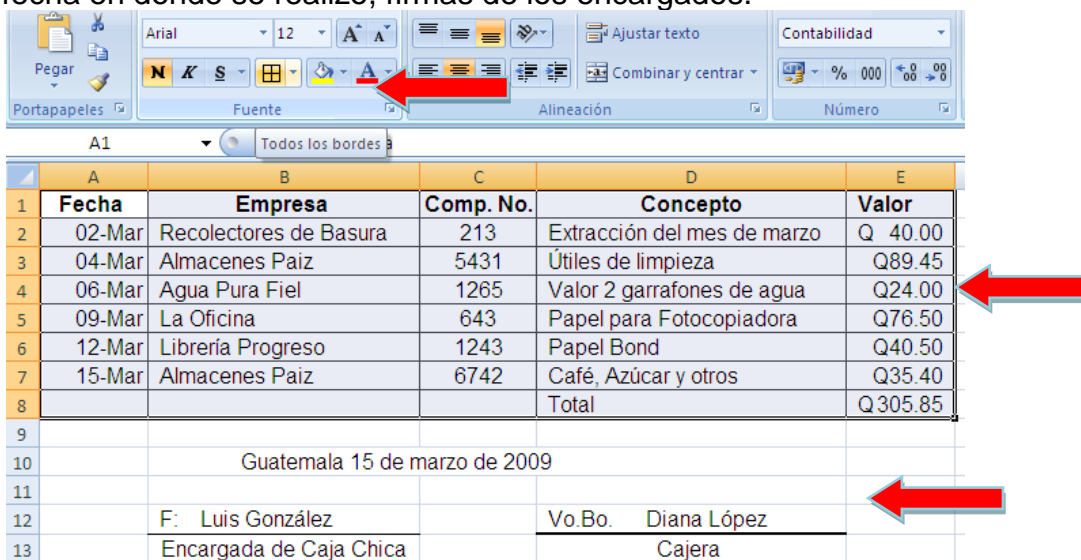 fecha en donde se realizó, firmas de los encargados.
Arial 12 A A Ajustar texto Contabilidad
Pegar N K S A Combinar y centrar % 000
Portapapeles Fuente Alineación Número
A1 Todos los bordes
A B C D E
1 Fecha Empresa Comp. No. Concepto Valor
2 02-Mar Recolectores de Basura 213 Extracción del mes de marzo Q 40.00
3 04-Mar Almacenes Paiz 5431 Útiles de limpieza Q89.45
4 06-Mar Agua Pura Fiel 1265 Valor 2 garrafones de agua Q24.00
5 09-Mar La Oficina 643 Papel para Fotocopiadora Q76.50
6 12-Mar Librería Progreso 1243 Papel Bond Q40.50
7 15-Mar Almacenes Paiz 6742 Café, Azúcar y otros Q35.40
8 Total Q305.85
9
10 Guatemala 15 de marzo de 2009
11
12 F: Luis González Vo.Bo. Diana López
13 Encargada de Caja Chica Cajera